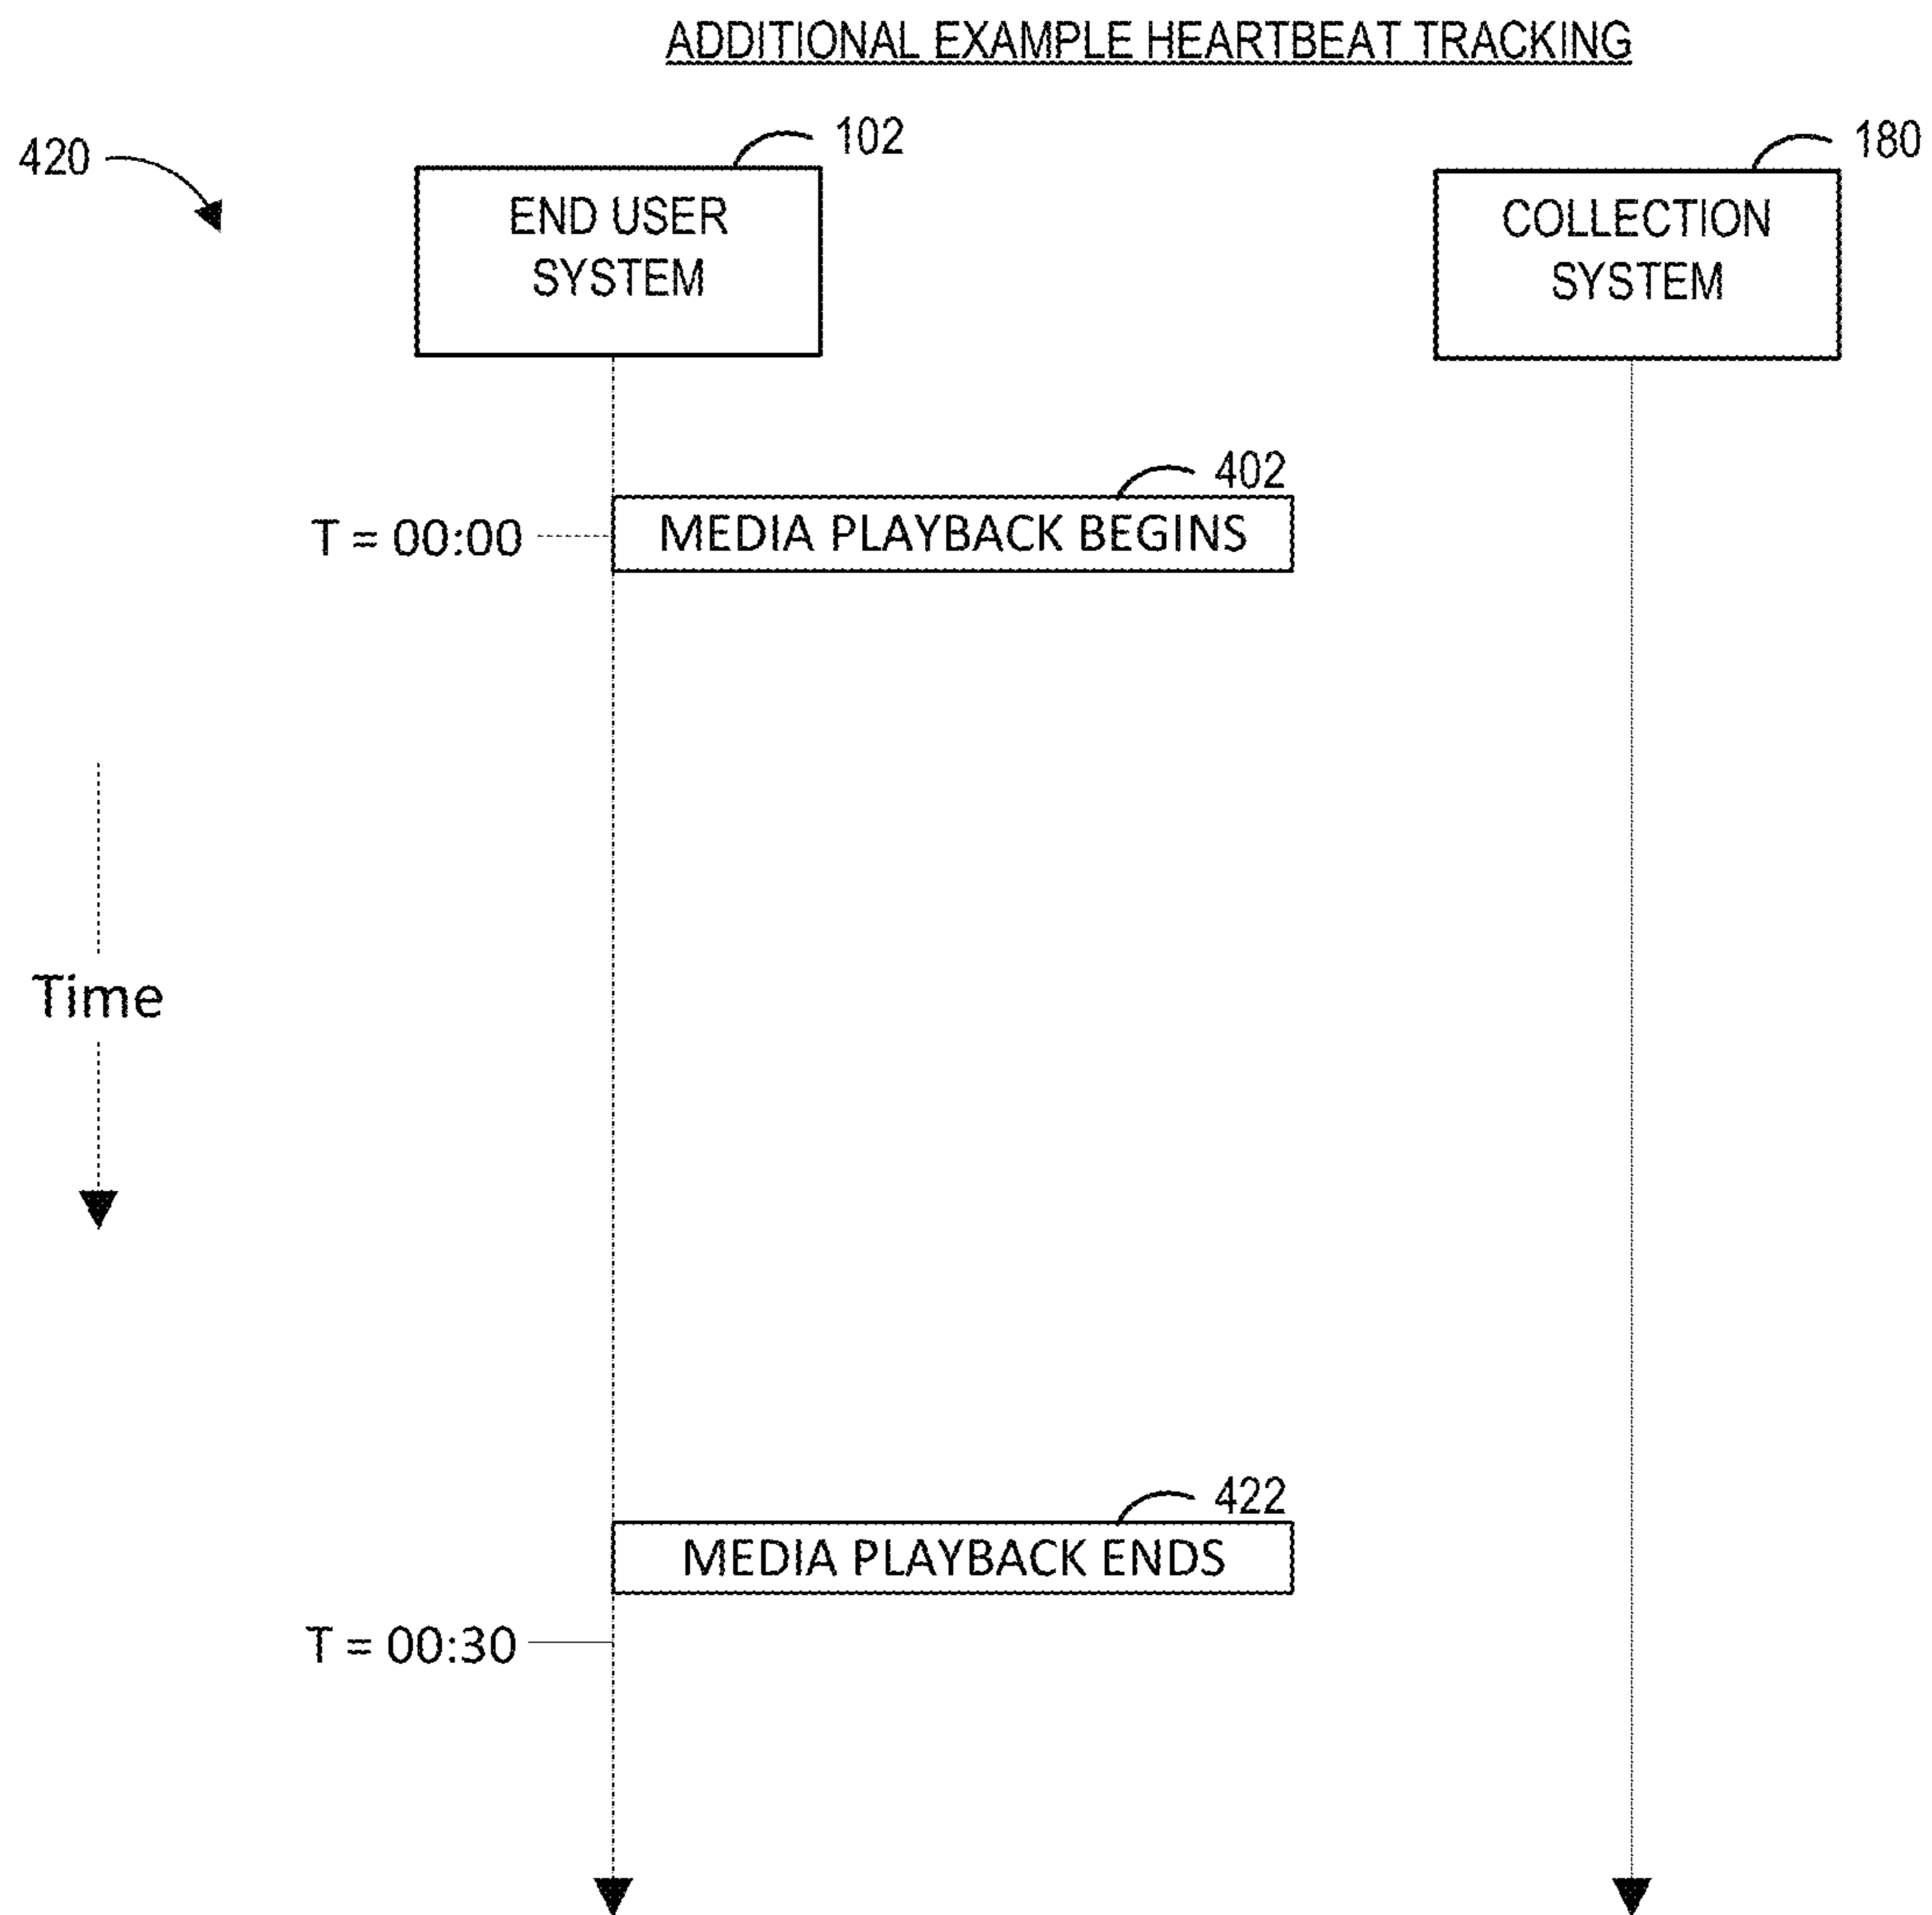 ADDITIONAL EXAMPLE HEARTBEAT TRACKING
420
102
180
END USER
SYSTEM
COLLECTION
SYSTEM
402
T = 00:00
MEDIA PLAYBACK BEGINS
Time
422
MEDIA PLAYBACK ENDS
T = 00:30